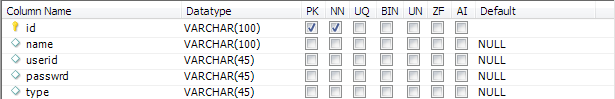 Column Name Datatype PK NN UQ BIN UN ZF AI Default
id VARCHAR(100)
name VARCHAR(100) NULL
userid VARCHAR(45) NULL
passwrd VARCHAR(45) NULL
type VARCHAR(45) NULL